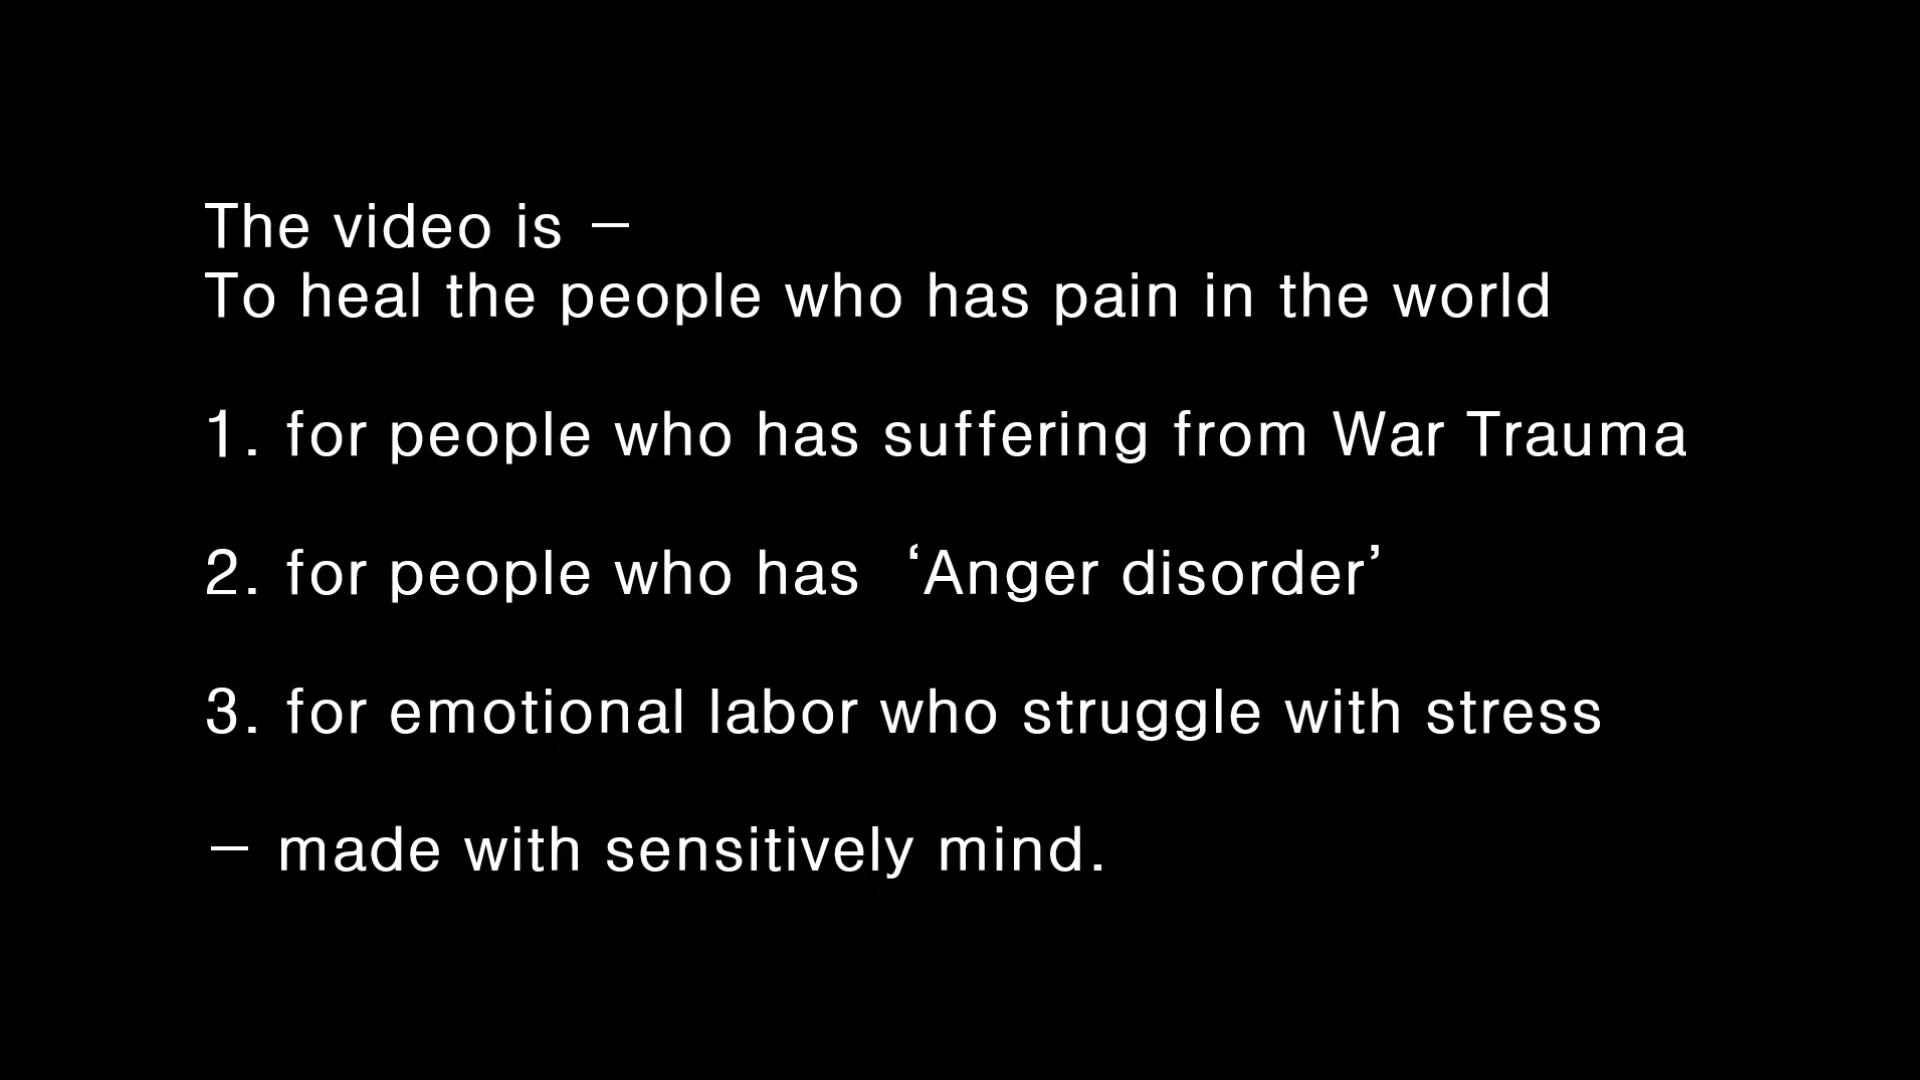 The video is –
To heal the people who has pain in the world
1. for people who has suffering from War Trauma
2. for people who has ‘Anger disorder’
3. for emotional labor who struggle with stress
– made with sensitively mind.